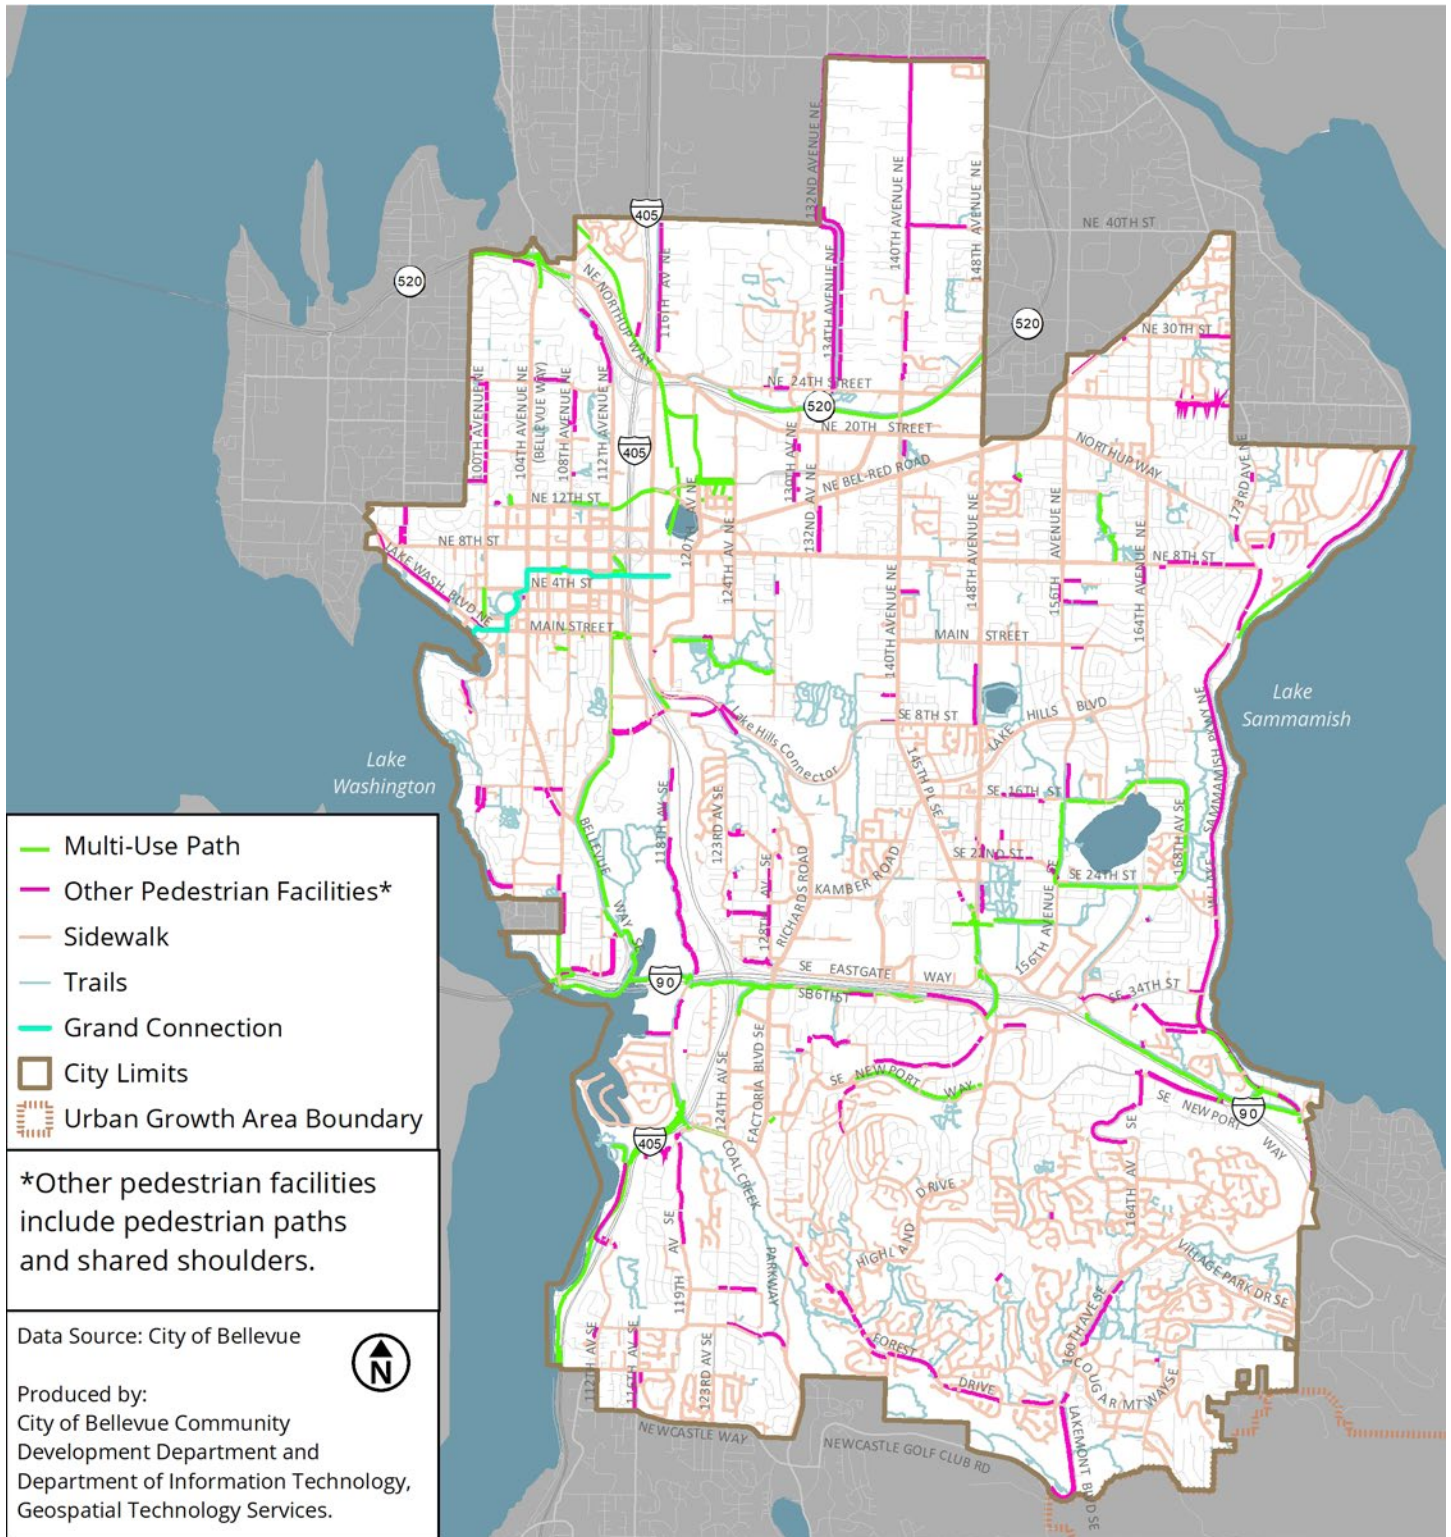 132ND AVENUE NE
140TH AVENUE NE
148TH AVENUE NE
NE 40TH ST
405
520
NE NORTHUP WAY
116TH AV NE
134TH AVENUE NE
520
NE 30TH ST
NE 24TH STREET
520
NE 20TH STREET
100TH AVENUE NE
104TH AVENUE NE
(BELLEVUE WAY)
108TH AVENUE NE
112TH AVENUE NE
405
NORTHUP WAY
173RD AVE NE
130TH AV NE
NE BEL-RED ROAD
132ND AV NE
NE 12TH ST
120TH AV NE
124TH AV NE
NE 8TH ST
LAKE WASH BLVD NE
NE 4TH ST
MAIN STREET
140TH AVENUE NE
148TH AVENUE NE
156TH AVENUE NE
164TH AVENUE NE
NE 8TH ST
MAIN STREET
Lake
Sammamish
Lake Hills Connector
SE 8TH ST
LAKE HILLS BLVD
W LAKE SAMMAMISH PKWY NE
Lake
Washington
145TH PL SE
SE 16TH ST
118TH AV SE
123RD AV SE
BELLEVUE WAY SE
128TH AV SE
RICHARDS ROAD
KAMBER ROAD
SE 22ND ST
SE 24TH ST
168TH AV SE
156TH AVENUE SE
90
SE EASTGATE WAY
SE 34TH ST
124TH AV SE
FACTORIA BLVD SE
SE NEWPORT WAY
SE NEWPORT WAY
90
405
COAL CREEK PARKWAY
164TH AV SE
HIGHLAND DRIVE
VILLAGE PARK DR SE
119TH AV SE
160TH AVE SE
FOREST DRIVE
COUGAR MT WAY SE
112TH AV SE
116TH AV SE
123RD AV SE
LAKEMONT BLVD SE
NEWCASTLE WAY
NEWCASTLE GOLF CLUB RD
Multi-Use Path
Other Pedestrian Facilities*
Sidewalk
Trails
Grand Connection
City Limits
Urban Growth Area Boundary
*Other pedestrian facilities
include pedestrian paths
and shared shoulders.
Data Source: City of Bellevue
N
Produced by:
City of Bellevue Community
Development Department and
Department of Information Technology,
Geospatial Technology Services.